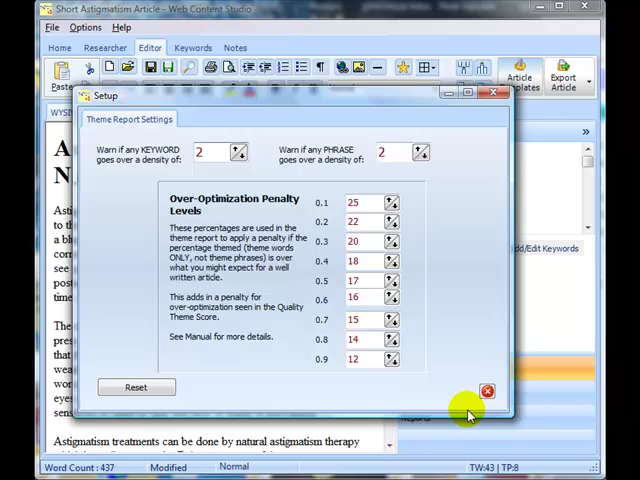 Short Astigmatism Article - Web Content Studio
File Options Help
Home Researcher Editor Keywords Notes
Paste
Article
Export
Article
Setup
Theme Report Settings
Warn if any KEYWORD
goes over a density of:
2
Warn if any PHRASE
goes over a density of:
2
Over-Optimization Penalty
Levels
These percentages are used in the
theme report to apply a penalty if the
percentage themed (theme words
ONLY, not theme phrases) is over
what you might expect for a well
written article.
This adds in a penalty for
over-optimization seen in the Quality
Theme Score.
See Manual for more details.
0.1 25
0.2 22
0.3 20
0.4 18
0.5 17
0.6 16
0.7 15
0.8 14
0.9 12
Reset
dd/Edit Keywords
Astigmatism treatments can be done by natural astigmatism therapy
Word Count : 437 Modified Normal TW:43 TP:8